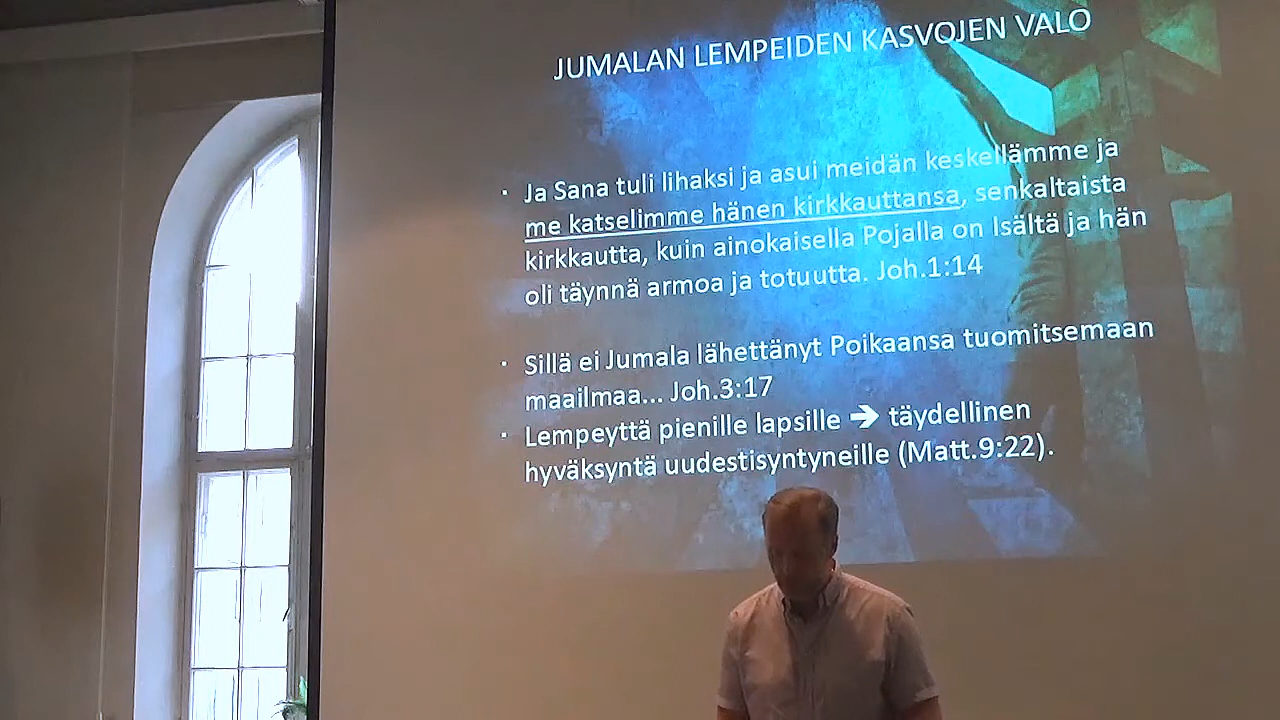 JUMALAN LEMPEIDEN KASVOJEN VALO
· Ja Sana tuli lihaksi ja asui meidän keskellämme ja
me katselimme hänen kirkkauttansa, senkaltaista
kirkkautta, kuin ainokaisella Pojalla on Isältä ja hän
oli täynnä armoa ja totuutta. Joh.1:14
· Sillä ei Jumala lähettänyt Poikaansa tuomitsemaan
maailmaa... Joh.3:17
· Lempeyttä pienille lapsille ➔ täydellinen
hyväksyntä uudestisyntyneille (Matt.9:22).